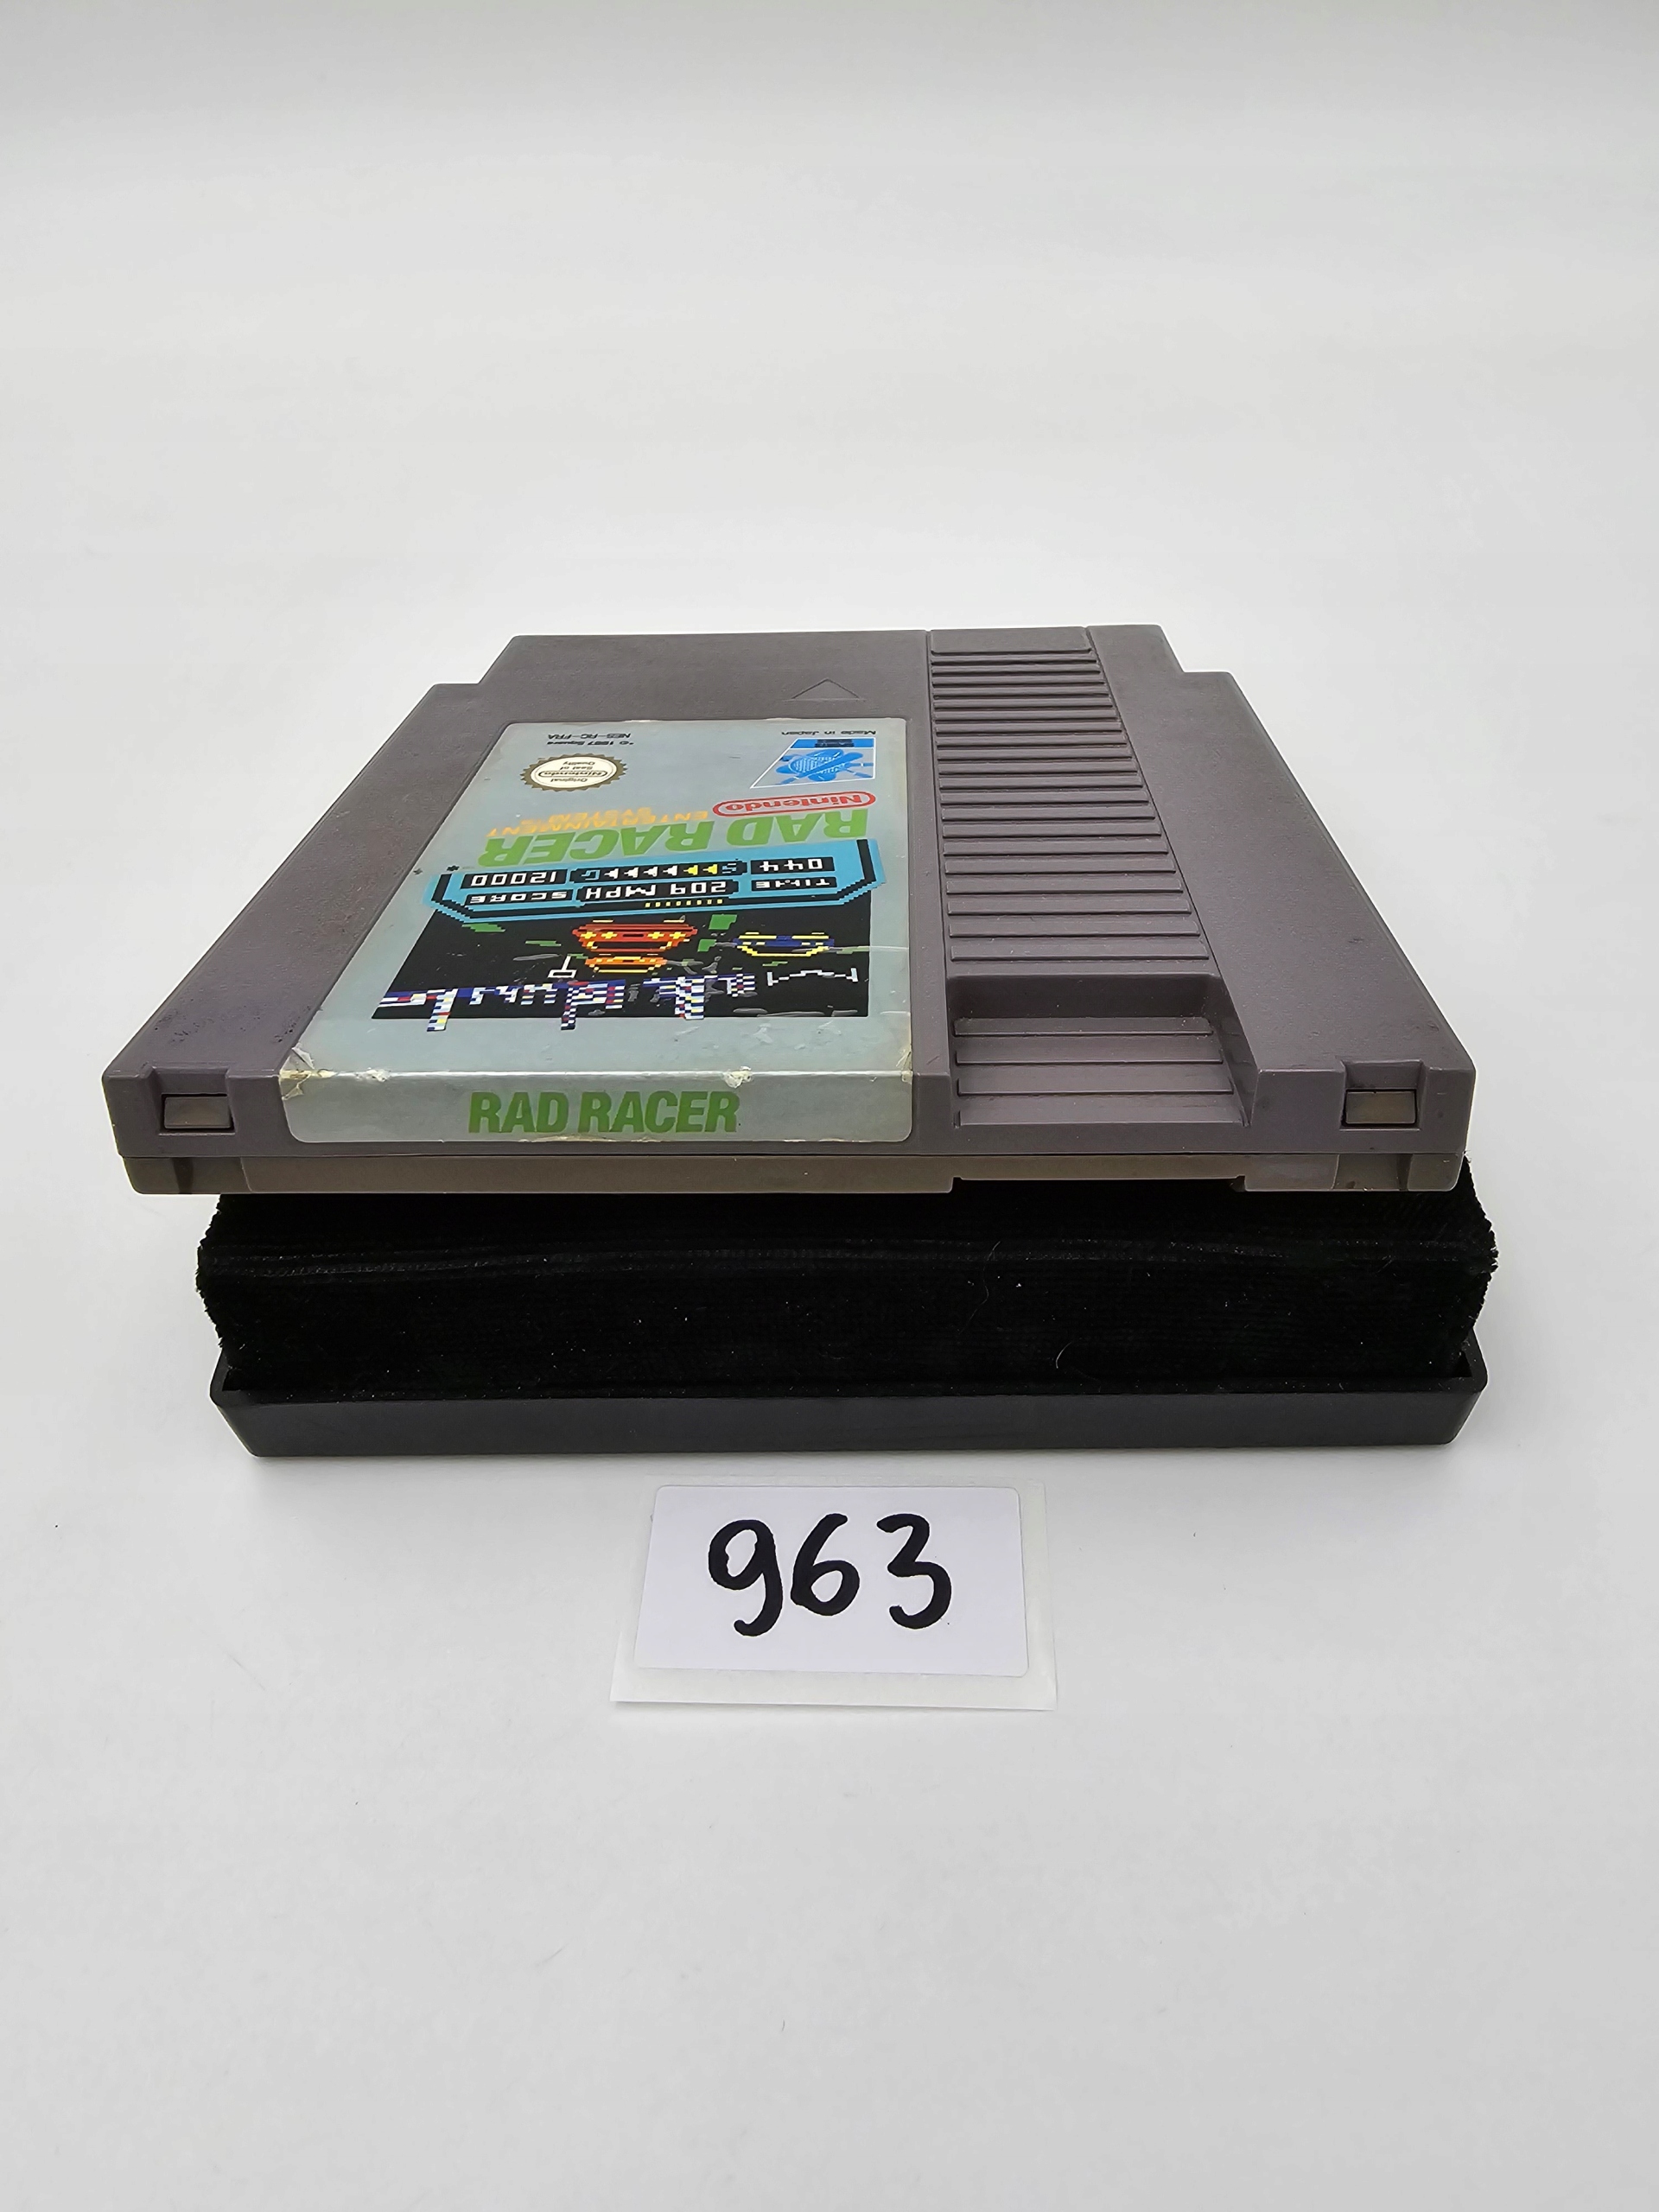 RAD RACER
TIME 209 MPH SCORE
044 12000
RAD RACER
Nintendo
ENTERTAINMENT
SYSTEM
Original
Nintendo
Seal of
Quality
*© 1987 Square
NES-RC-FRA
Made in Japan
963